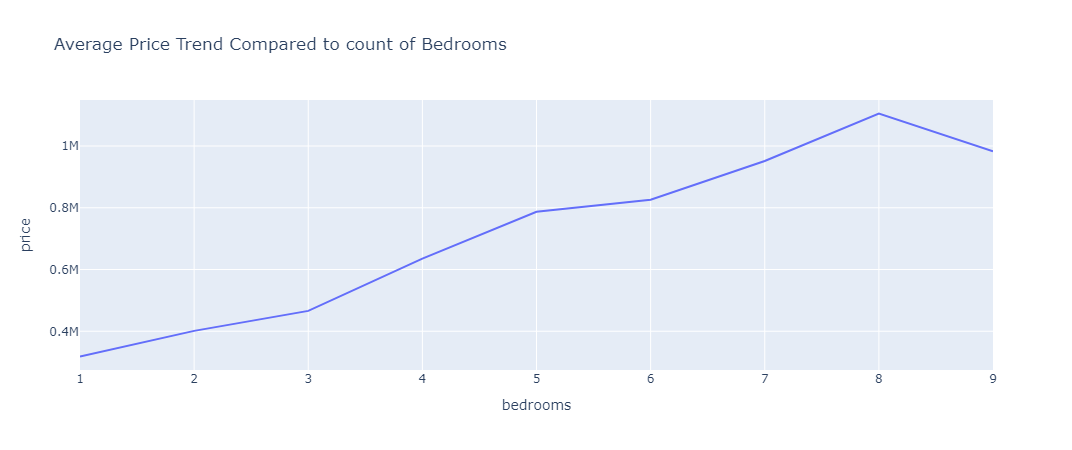 Average Price Trend Compared to count of Bedrooms
price
1M
0.8M
0.6M
0.4M
1 2 3 4 5 6 7 8 9
bedrooms